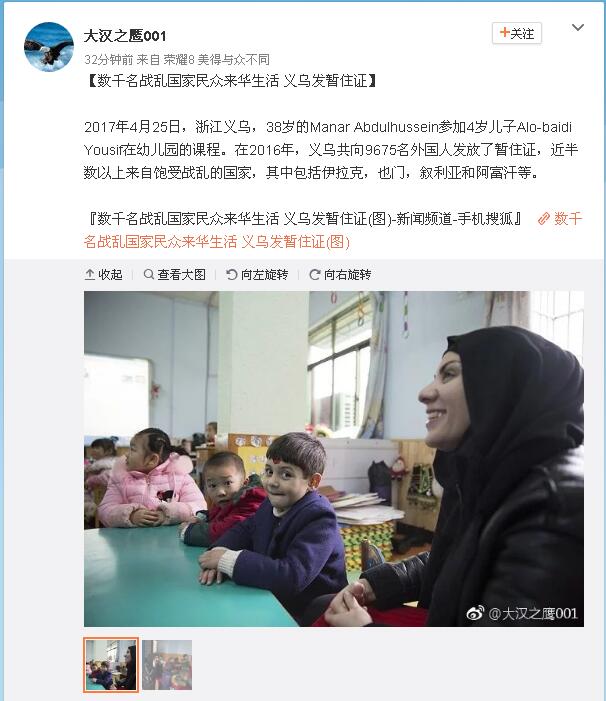 大汉之鹰001
+关注
32分钟前 来自 荣耀8 美得与众不同
【数千名战乱国家民众来华生活 义乌发暂住证】
2017年4月25日，浙江义乌，38岁的Manar Abdulhussein参加4岁儿子Alo-baidi
Yousif在幼儿园的课程。在2016年，义乌共向9675名外国人发放了暂住证，近半
数以上来自饱受战乱的国家，其中包括伊拉克，也门，叙利亚和阿富汗等。
『数千名战乱国家民众来华生活 义乌发暂住证(图)-新闻频道-手机搜狐』 数千
名战乱国家民众来华生活 义乌发暂住证(图)
收起 查看大图 向左旋转 向右旋转
@大汉之鹰001